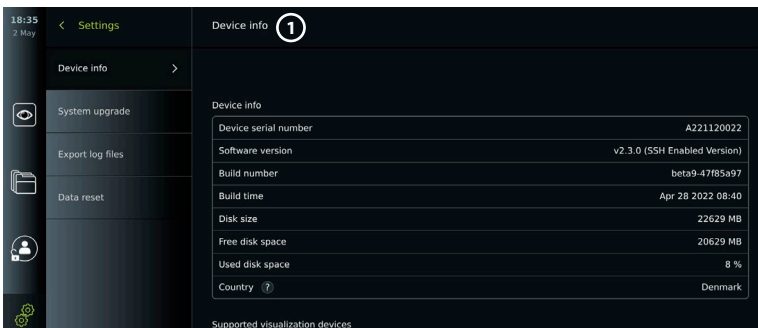 18:35
2 May
Settings
Device info
1
Device info
System upgrade
Export log files
Data reset
Device info
Device serial number A221120022
Software version v2.3.0 (SSH Enabled Version)
Build number beta9-47f85a97
Build time Apr 28 2022 08:40
Disk size 22629 MB
Free disk space 20629 MB
Used disk space 8 %
Country ? Denmark
Supported visualization devices